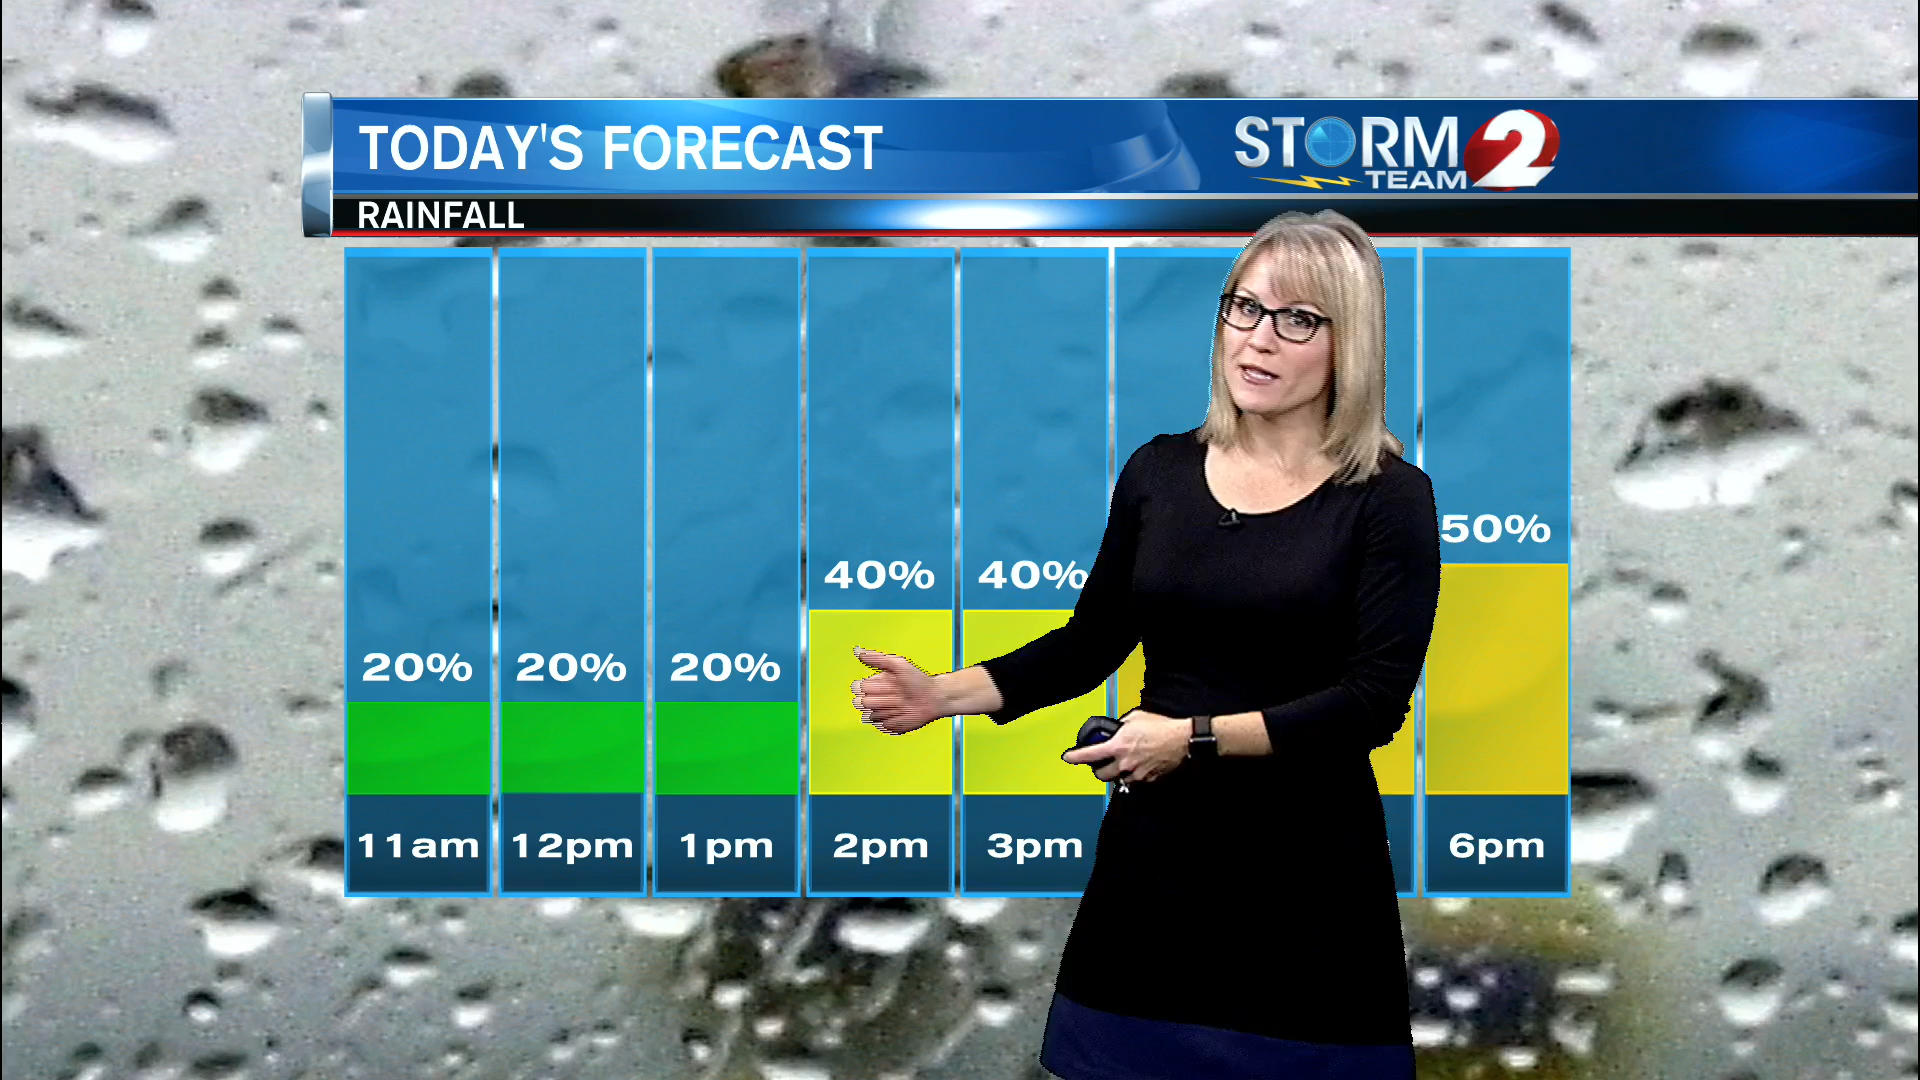 TODAY'S FORECAST
STORM
TEAM 2
RAINFALL
50%
40% 40%
20% 20% 20%
11am 12pm 1pm 2pm 3pm 6pm